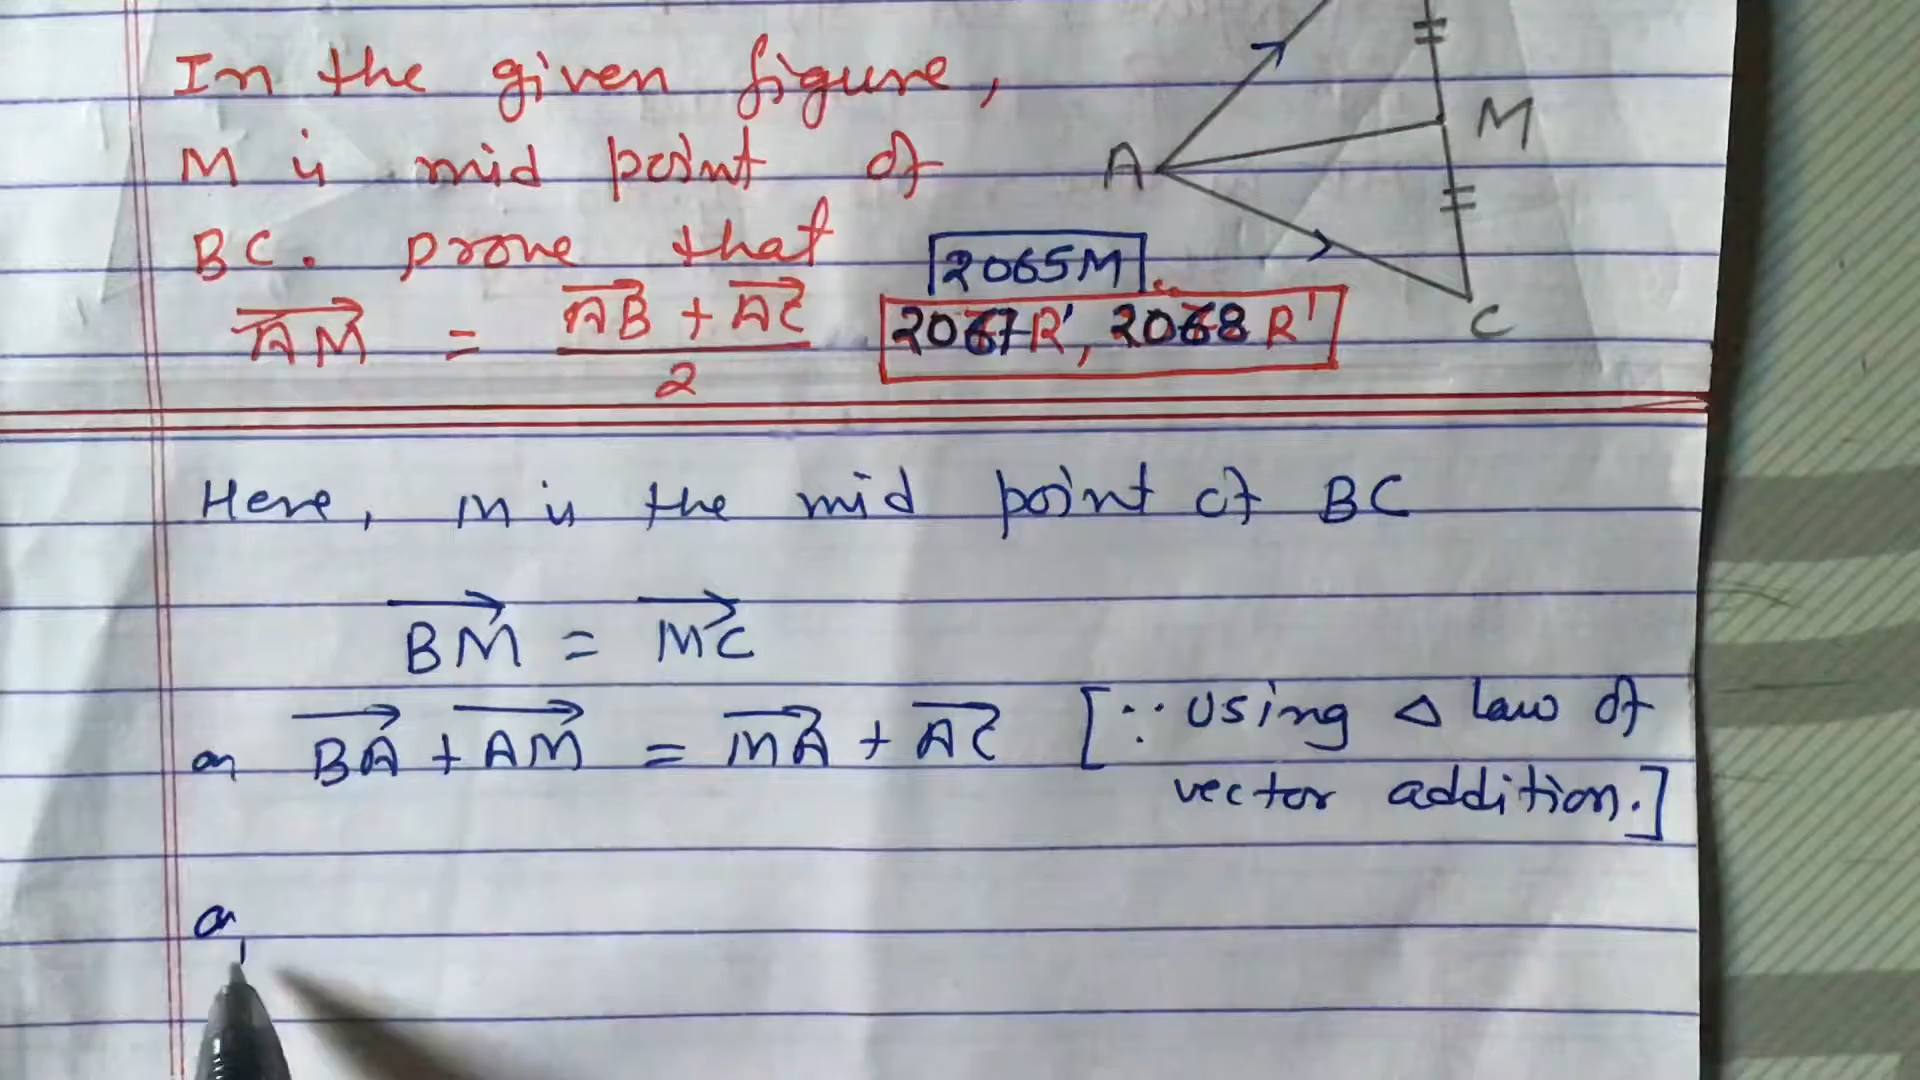 In the given figure,
M is mid point of
BC. prove that
2065M
AM = AB + AC / 2
2067R', 2068R'
A
M
C
Here, M is the mid point of BC
BM = MC
or BA + AM = MA + AC [∵ Using △ law of
vector addition.]
or,